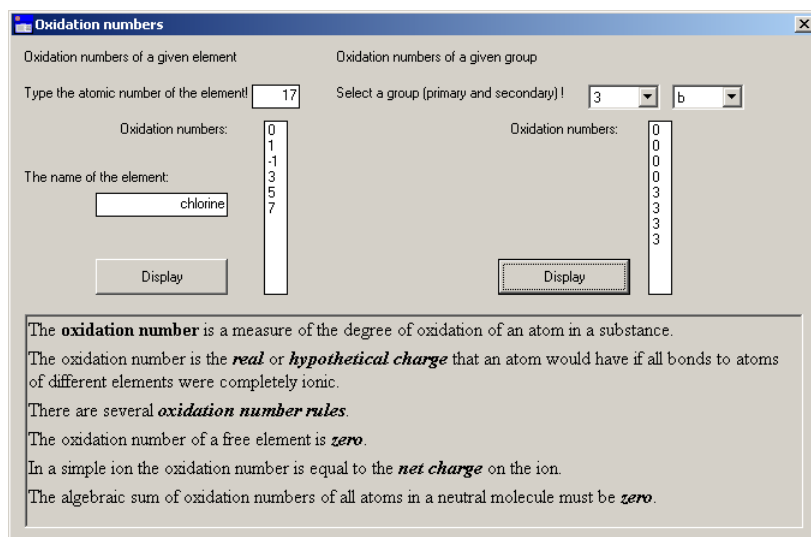 Oxidation numbers
Oxidation numbers of a given element
Oxidation numbers of a given group
Type the atomic number of the element!
17
Select a group (primary and secondary) !
3
b
Oxidation numbers:
0
1
-1
3
5
7
The name of the element:
chlorine
Display
Oxidation numbers:
0
0
0
0
3
3
3
3
Display
The oxidation number is a measure of the degree of oxidation of an atom in a substance.
The oxidation number is the real or hypothetical charge that an atom would have if all bonds to atoms
of different elements were completely ionic.
There are several oxidation number rules.
The oxidation number of a free element is zero.
In a simple ion the oxidation number is equal to the net charge on the ion.
The algebraic sum of oxidation numbers of all atoms in a neutral molecule must be zero.